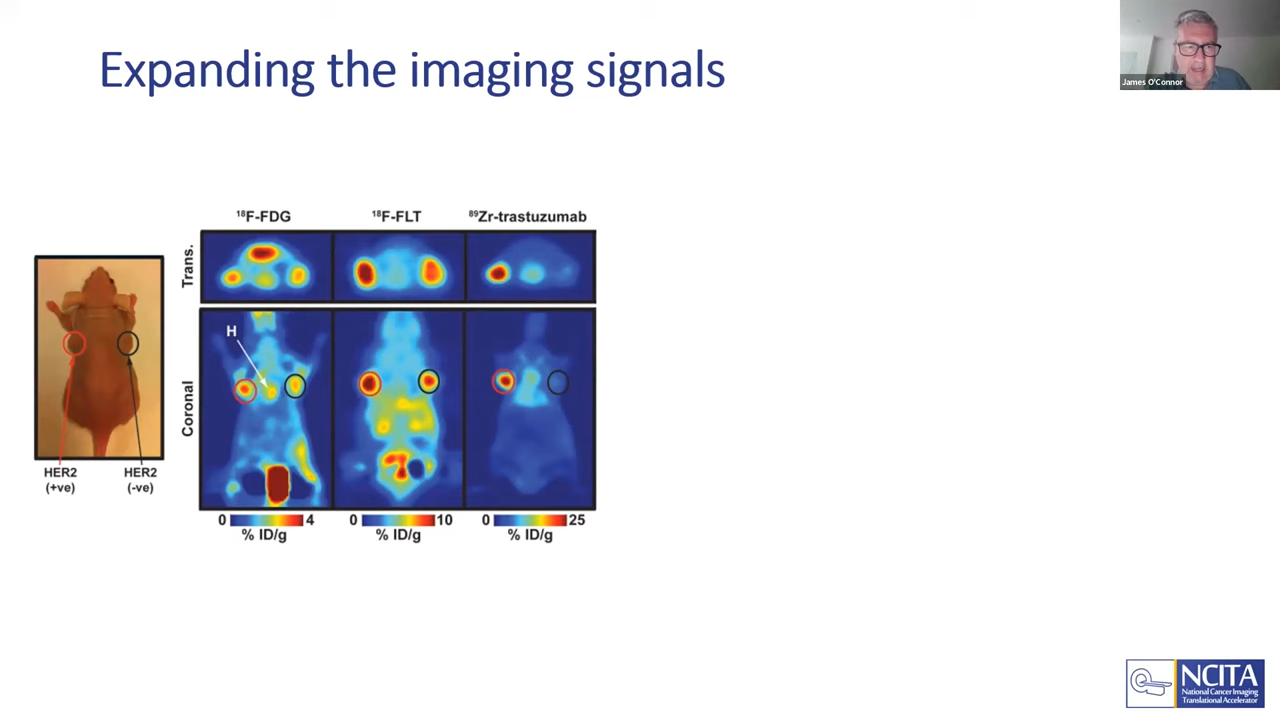 Expanding the imaging signals
James O'Connor
¹⁸F-FDG
¹⁸F-FLT
⁸⁹Zr-trastuzumab
Trans.
H
Coronal
HER2
(+ve)
HER2
(-ve)
0 4
% ID/g
0 10
% ID/g
0 25
% ID/g
NCITA
National Cancer Imaging
Translational Accelerator